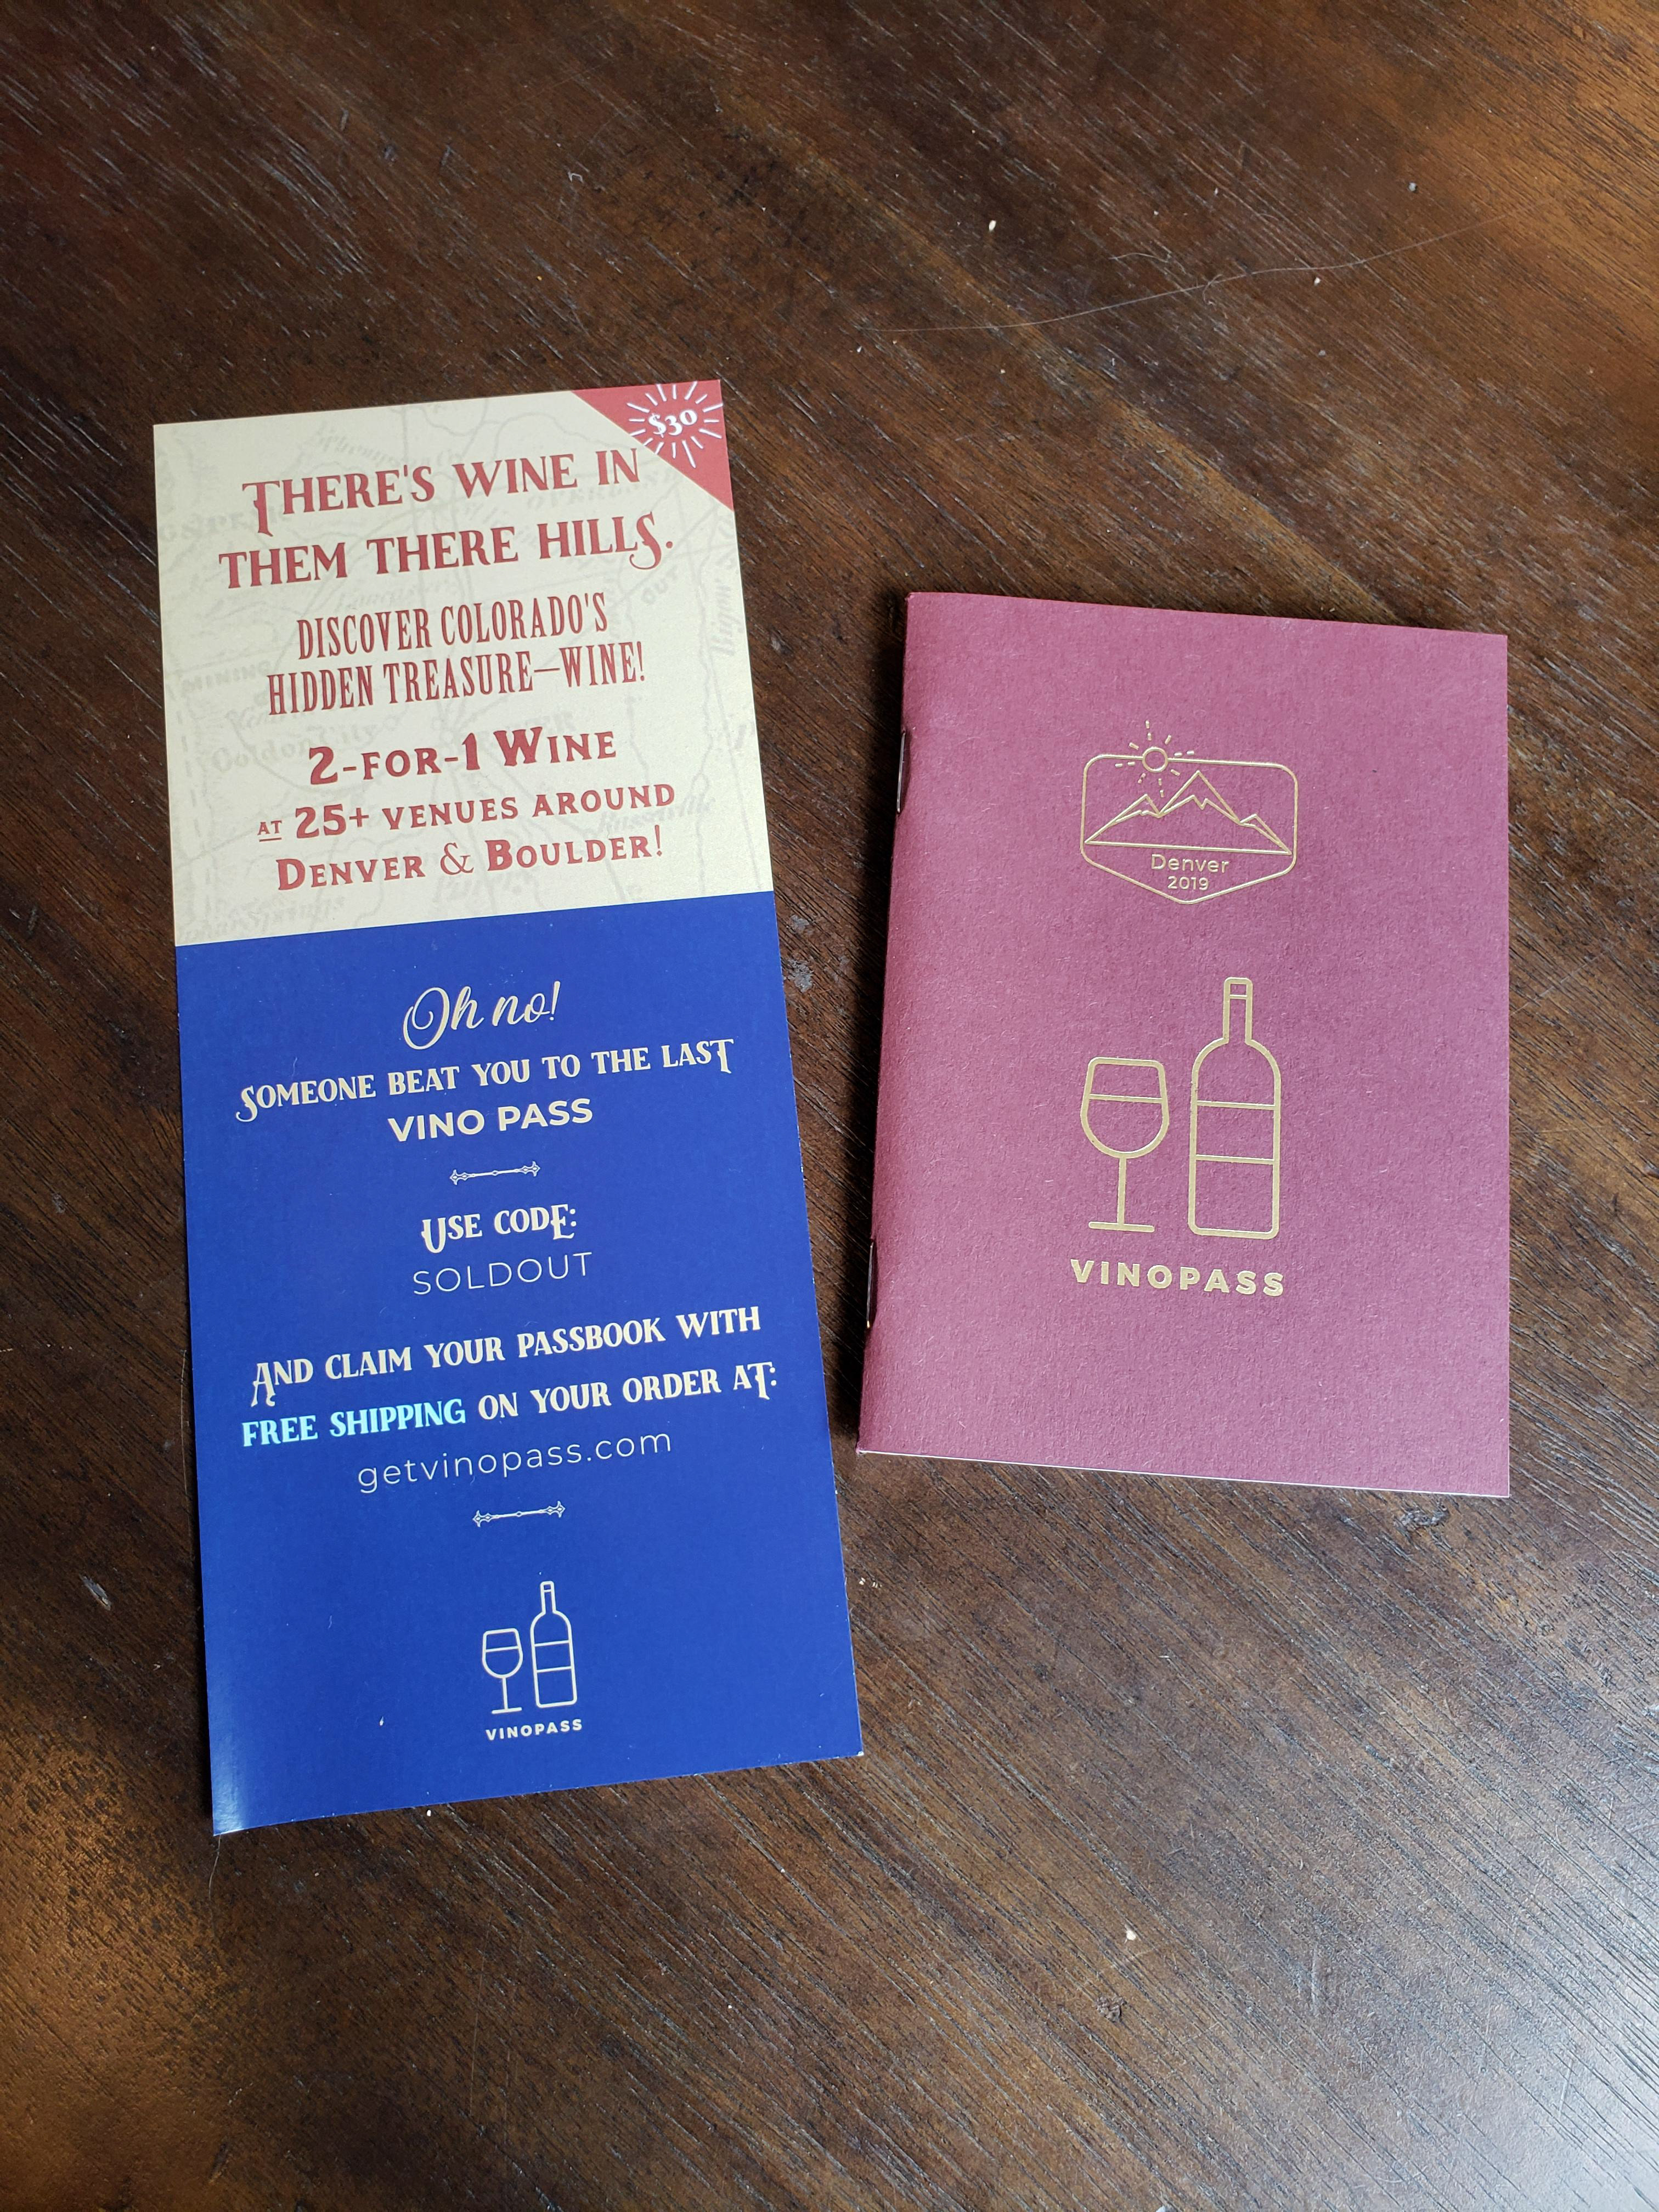 $30
THERE'S WINE IN
THEM THERE HILLS.
DISCOVER COLORADO'S
HIDDEN TREASURE—WINE!
2-FOR-1 WINE
AT 25+ VENUES AROUND
DENVER & BOULDER!
Oh no!
SOMEONE BEAT YOU TO THE LAST
VINO PASS
USE CODE:
SOLDOUT
AND CLAIM YOUR PASSBOOK WITH
FREE SHIPPING ON YOUR ORDER AT:
getvinopass.com
VINOPASS
Denver
2019
VINOPASS